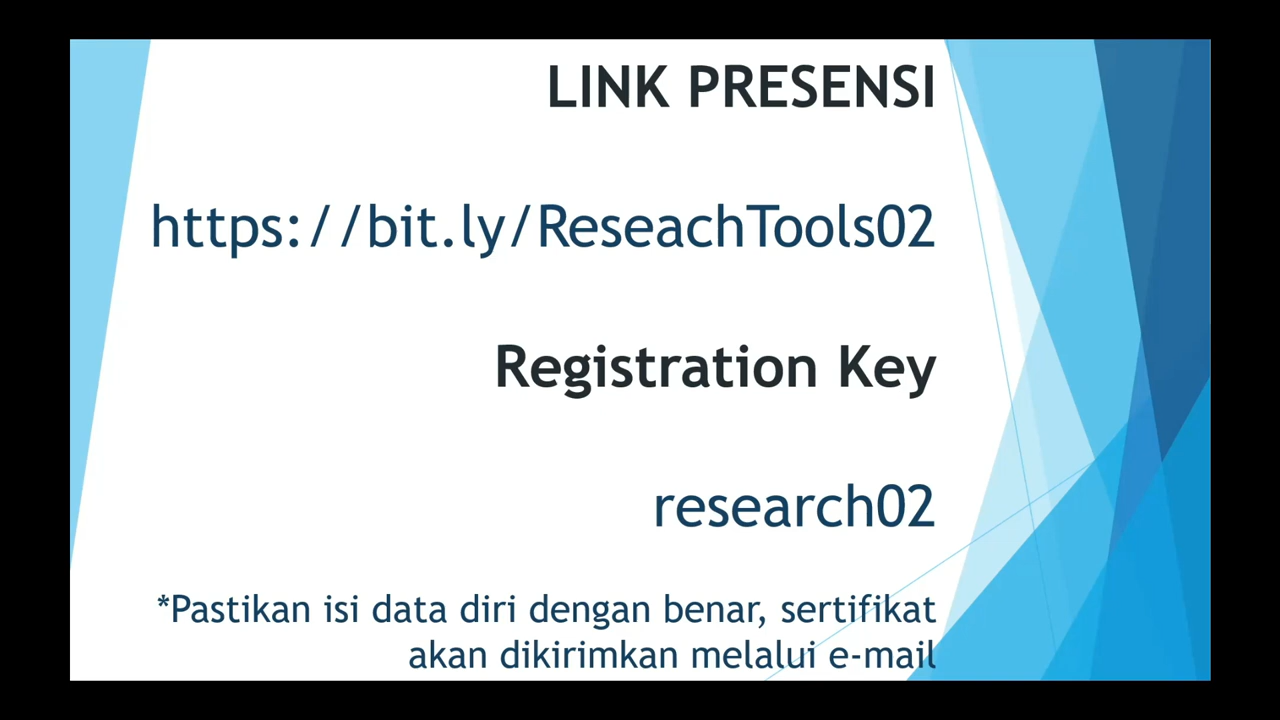 LINK PRESENSI
https://bit.ly/ReseachTools02
Registration Key
research02
*Pastikan isi data diri dengan benar, sertifikat
akan dikirimkan melalui e-mail